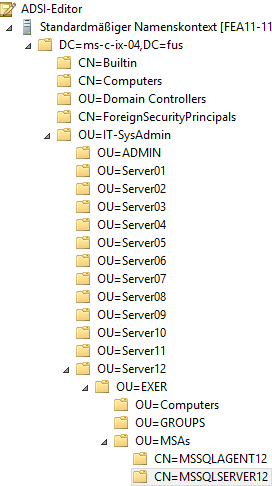 ADSI-Editor
Standardmäßiger Namenskontext [FEA11-11
DC=ms-c-ix-04,DC=fus
CN=Builtin
CN=Computers
OU=Domain Controllers
CN=ForeignSecurityPrincipals
OU=IT-SysAdmin
OU=ADMIN
OU=Server01
OU=Server02
OU=Server03
OU=Server04
OU=Server05
OU=Server06
OU=Server07
OU=Server08
OU=Server09
OU=Server10
OU=Server11
OU=Server12
OU=EXER
OU=Computers
OU=GROUPS
OU=MSAs
CN=MSSQLAGENT12
CN=MSSQLSERVER12